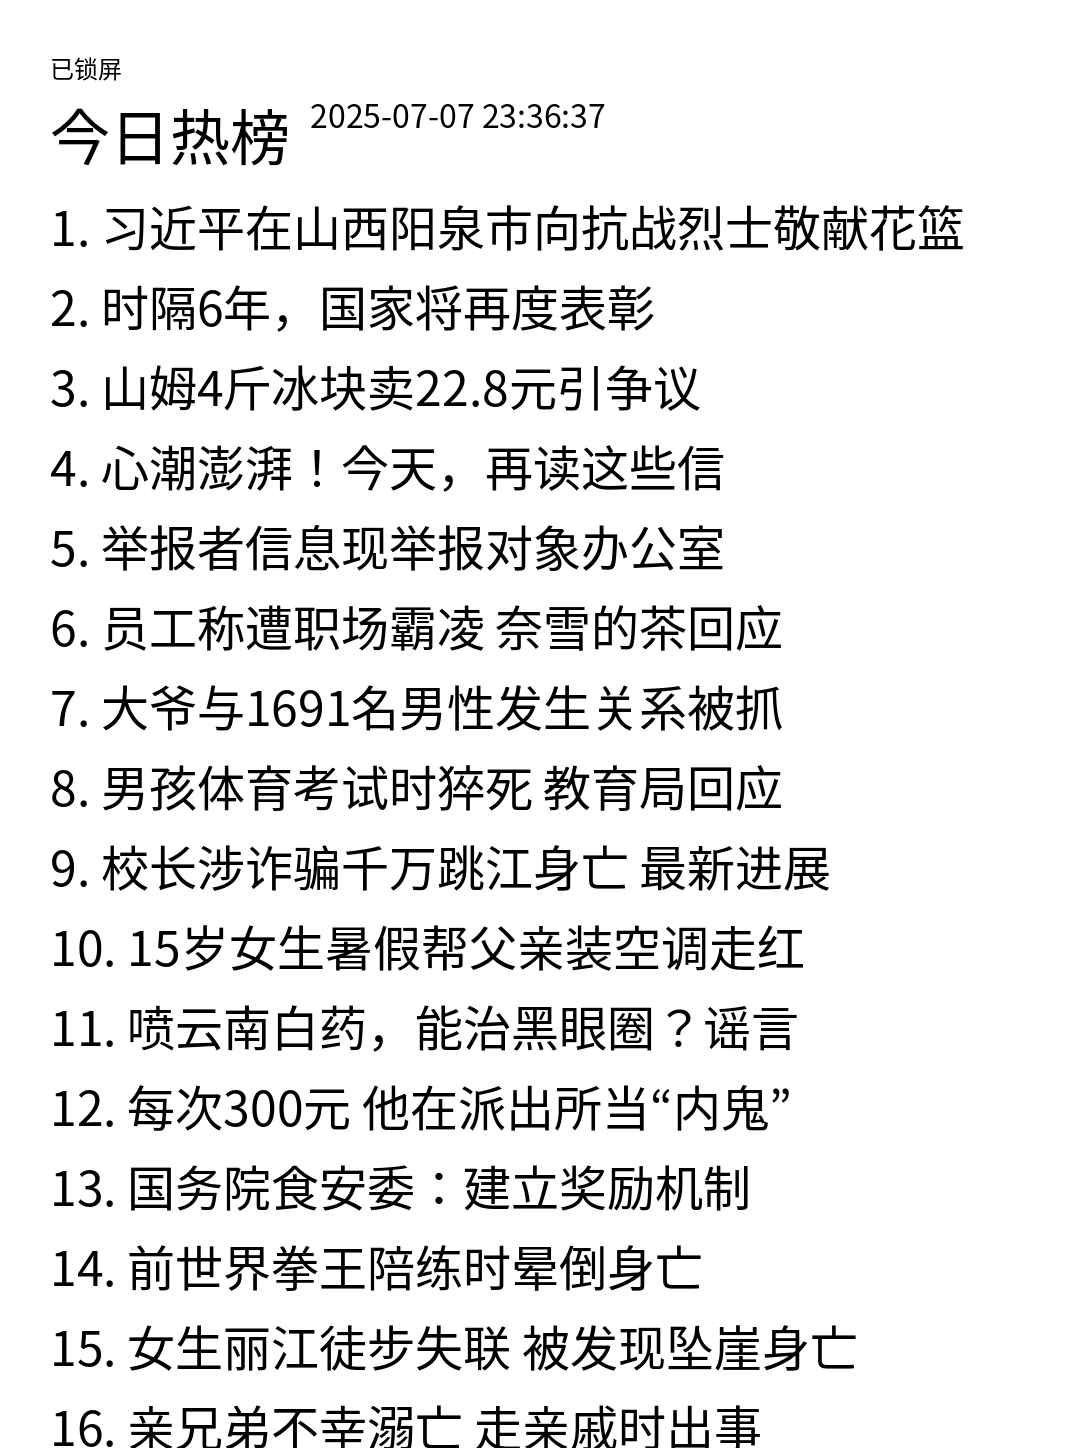 已锁屏
今日热榜 2025-07-07 23:36:37
1. 习近平在山西阳泉市向抗战烈士敬献花篮
2. 时隔6年，国家将再度表彰
3. 山姆4斤冰块卖22.8元引争议
4. 心潮澎湃！今天，再读这些信
5. 举报者信息现举报对象办公室
6. 员工称遭职场霸凌 奈雪的茶回应
7. 大爷与1691名男性发生关系被抓
8. 男孩体育考试时猝死 教育局回应
9. 校长涉诈骗千万跳江身亡 最新进展
10. 15岁女生暑假帮父亲装空调走红
11. 喷云南白药，能治黑眼圈？谣言
12. 每次300元 他在派出所当“内鬼”
13. 国务院食安委：建立奖励机制
14. 前世界拳王陪练时晕倒身亡
15. 女生丽江徒步失联 被发现坠崖身亡
16. 亲兄弟不幸溺亡 走亲戚时出事